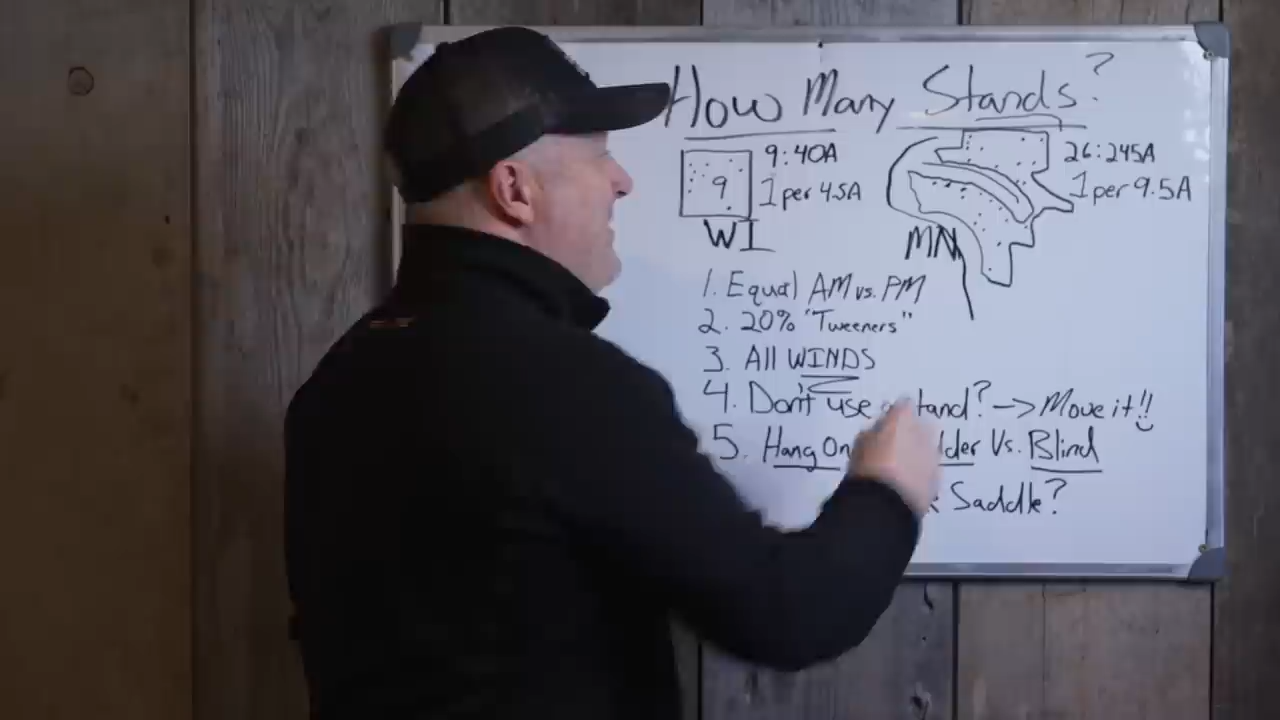 How Many Stands?
9
9:40A
1 per 4.5A
WI
26:245A
1 per 9.5A
MN
1. Equal AM vs. PM
2. 20% "Tweeners"
3. All WINDS
4. Don't use stand? -> Move it!!
5. Hang On Vs. Blind
Saddle?